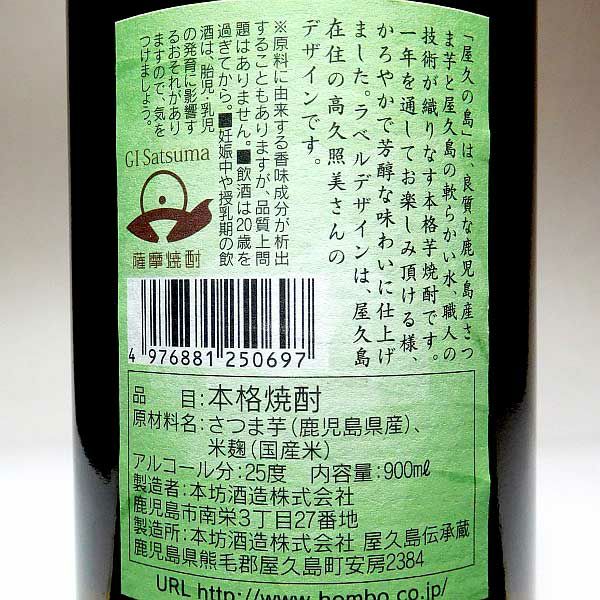 「屋久の島」は、良質な鹿児島産さつ
ま芋と屋久島の軟らかい水、職人の
技術が織りなす本格芋焼酎です。
一年を通してお楽しみ頂ける様、
かろやかで芳醇な味わいに仕上げ
ました。ラベルデザインは、屋久島
在住の高久照美さんの
デザインです。
※原料に由来する香味成分が析出
することもありますが、品質上問
題はありません。■飲酒は20歳を
過ぎてから。■妊娠中や授乳期の飲
酒は、胎児・乳児
の発育に影響す
るおそれがあり
ますので、気を
つけましょう。
GI Satsuma
薩摩焼酎
4 976881 250697
品目:本格焼酎
原材料名:さつま芋(鹿児島県産)、
米麹(国産米)
アルコール分:25度 内容量:900㎖
製造者:本坊酒造株式会社
鹿児島市南栄3丁目27番地
製造所:本坊酒造株式会社 屋久島伝承蔵
鹿児島県熊毛郡屋久島町安房2384
URL http://www.hombo.co.jp/